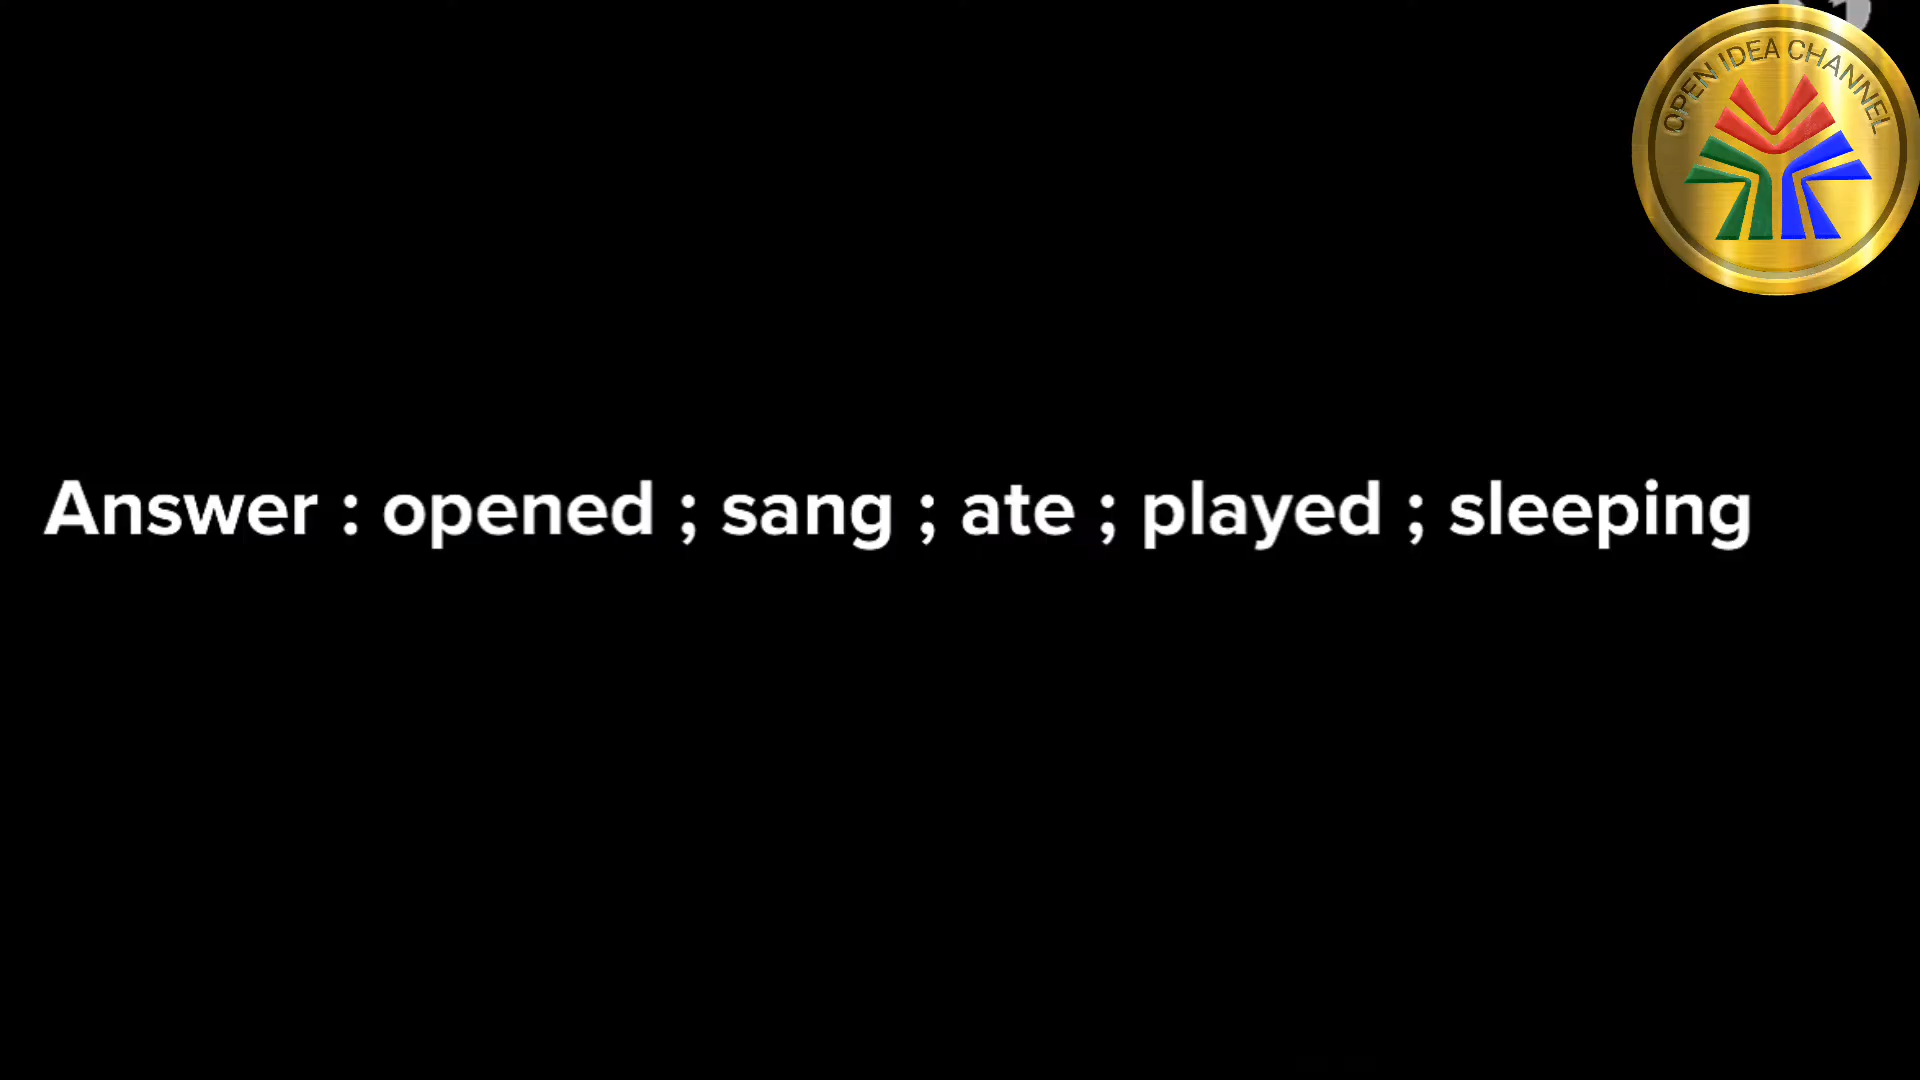 OPEN IDEA CHANNEL
Answer : opened ; sang ; ate ; played ; sleeping